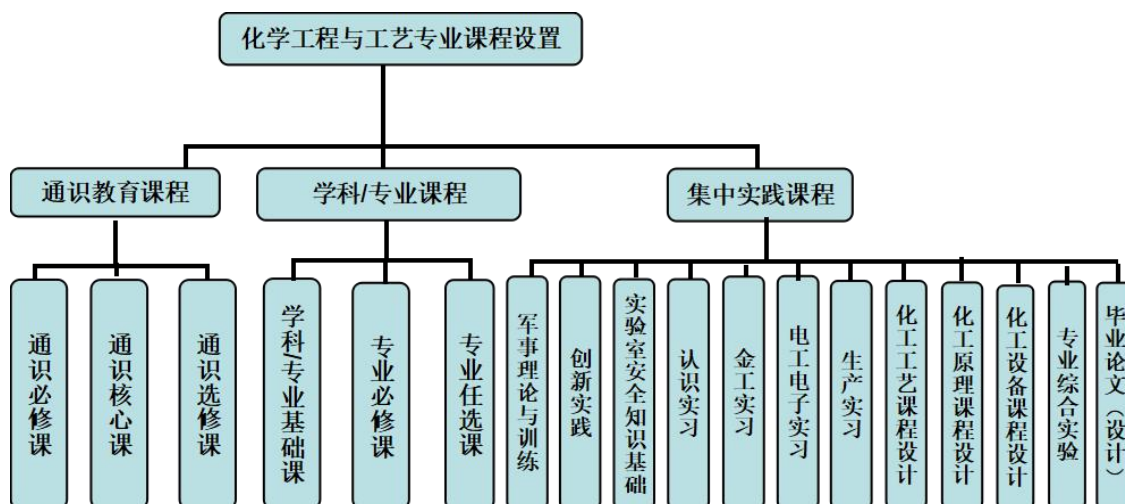 化学工程与工艺专业课程设置
通识教育课程
学科/专业课程
集中实践课程
通识必修课
通识核心课
通识选修课
学科/专业基础课
专业必修课
专业任选课
军事理论与训练
创新实践
实验室安全知识基础
认识实习
金工实习
电工电子实习
生产实习
化工工艺课程设计
化工原理课程设计
化工设备课程设计
专业综合实验
毕业论文（设计）